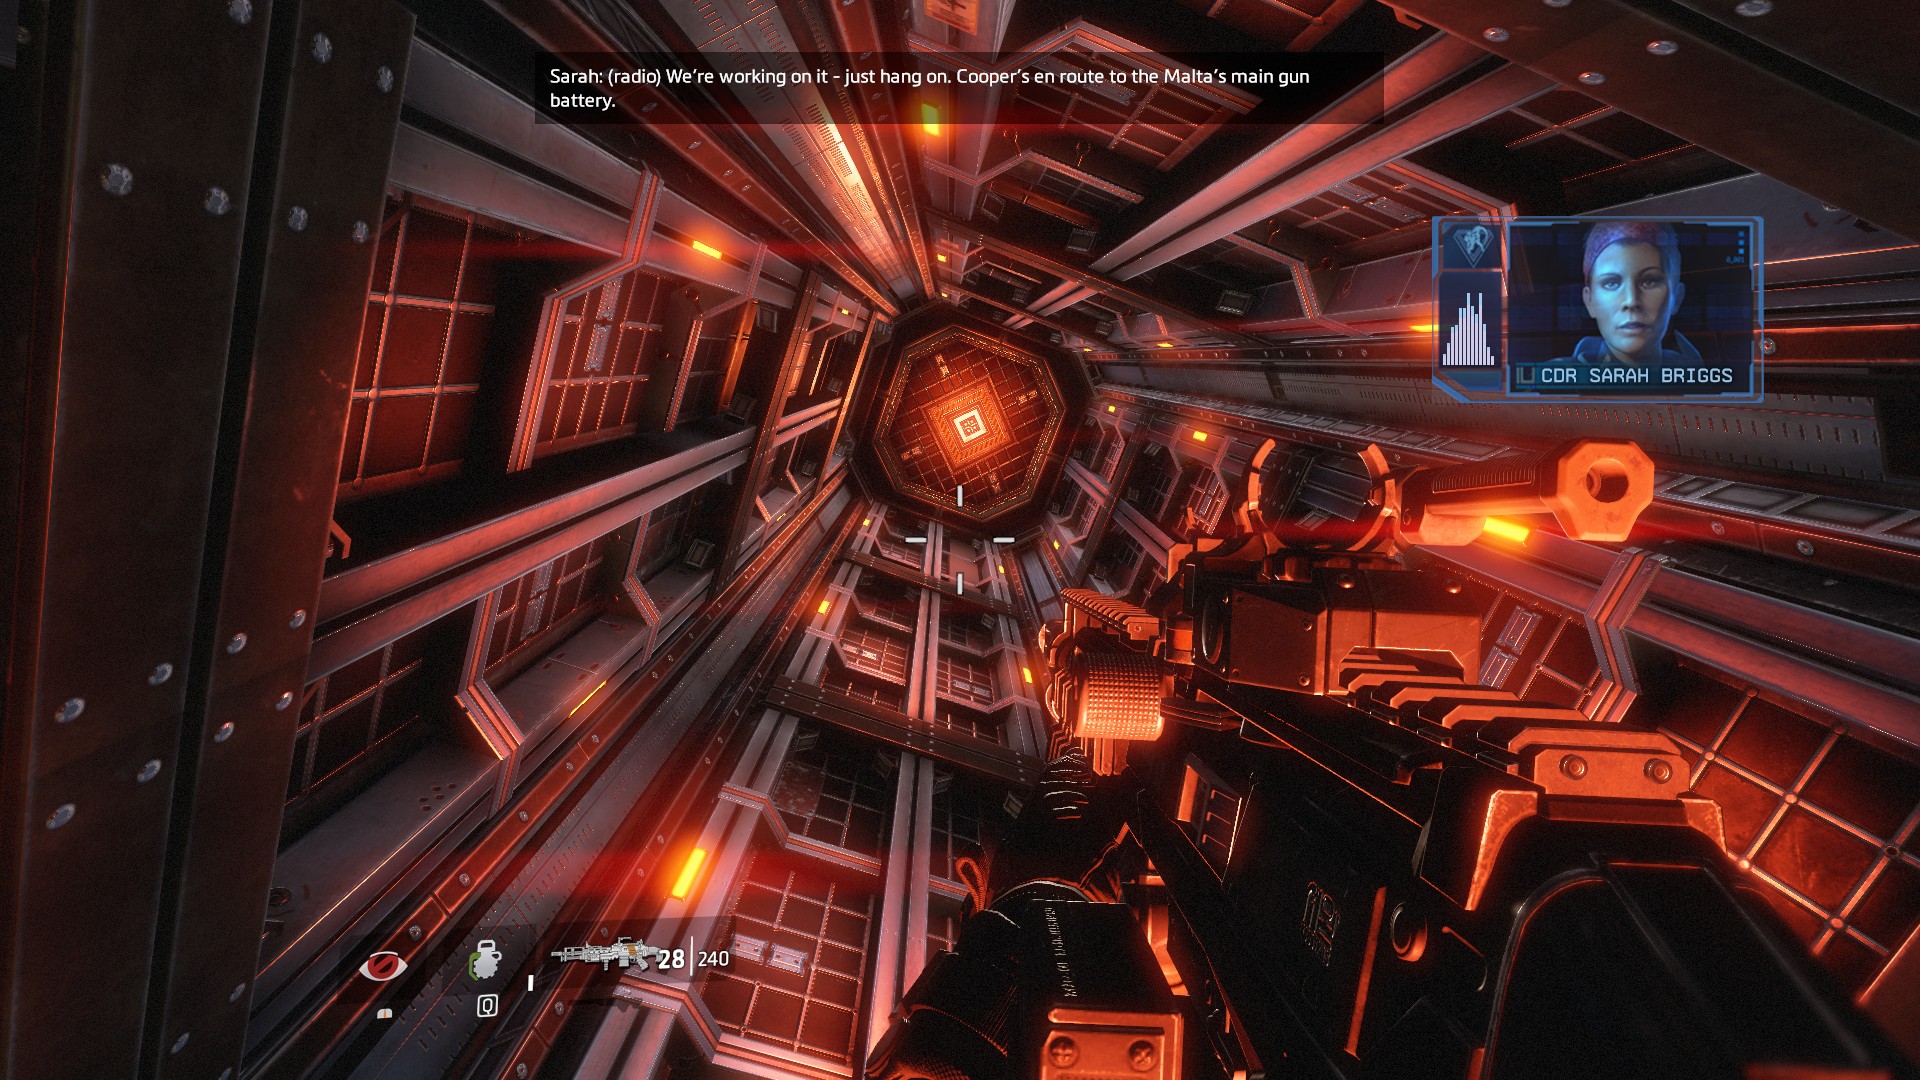 Sarah: (radio) We're working on it - just hang on. Cooper's en route to the Malta's main gun
battery.
CDR SARAH BRIGGS
28 240
Q